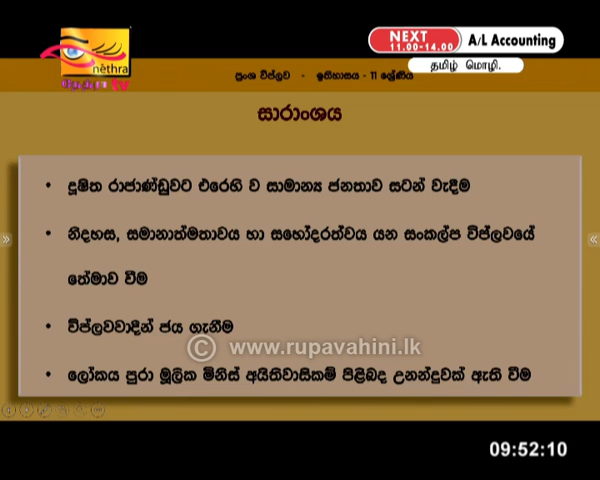 NEXT
11.00-14.00
A/L Accounting
தமிழ் மொழி.
nethra
TV
ප්‍රංශ විප්ලව - ඉතිහාසය - 11 ශ්‍රේණිය
සාරාංශය
• දූෂිත රාජාණ්ඩුවට එරෙහි ව සාමාන්‍ය ජනතාව සටන් වැදීම
• නිදහස, සමානාත්මතාවය හා සහෝදරත්වය යන සංකල්ප විප්ලවයේ
තේමාව වීම
• විප්ලවවාදීන් ජය ගැනීම
© www.rupavahini.lk
• ලෝකය පුරා මූලික මිනිස් අයිතිවාසිකම් පිළිබඳ උනන්දුවක් ඇති වීම
09:52:10